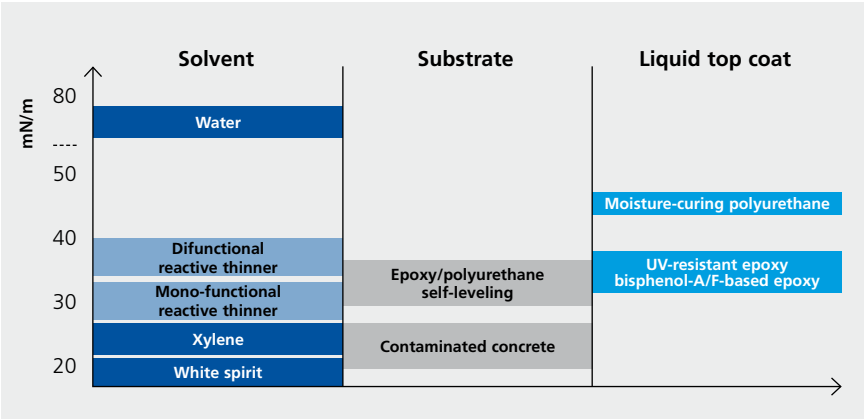 Solvent
Substrate
Liquid top coat
mN/m
80
----
50
40
30
20
Water
Difunctional
reactive thinner
Mono-functional
reactive thinner
Xylene
White spirit
Epoxy/polyurethane
self-leveling
Contaminated concrete
Moisture-curing polyurethane
UV-resistant epoxy
bisphenol-A/F-based epoxy